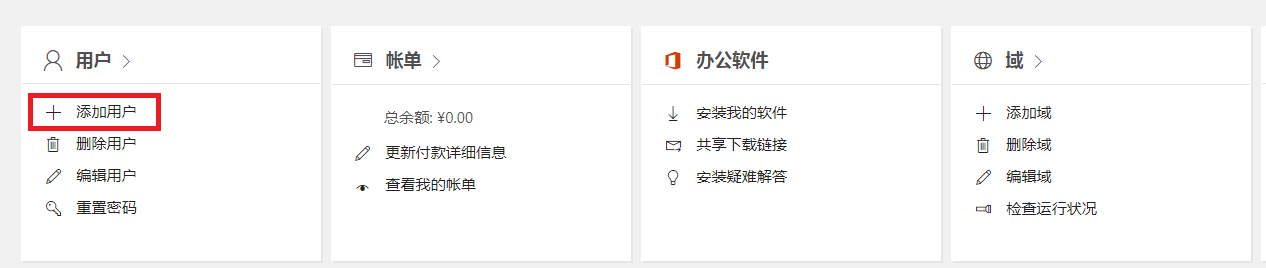 用户
添加用户
删除用户
编辑用户
重置密码
帐单
总余额: ¥0.00
更新付款详细信息
查看我的帐单
办公软件
安装我的软件
共享下载链接
安装疑难解答
域
添加域
删除域
编辑域
检查运行状况